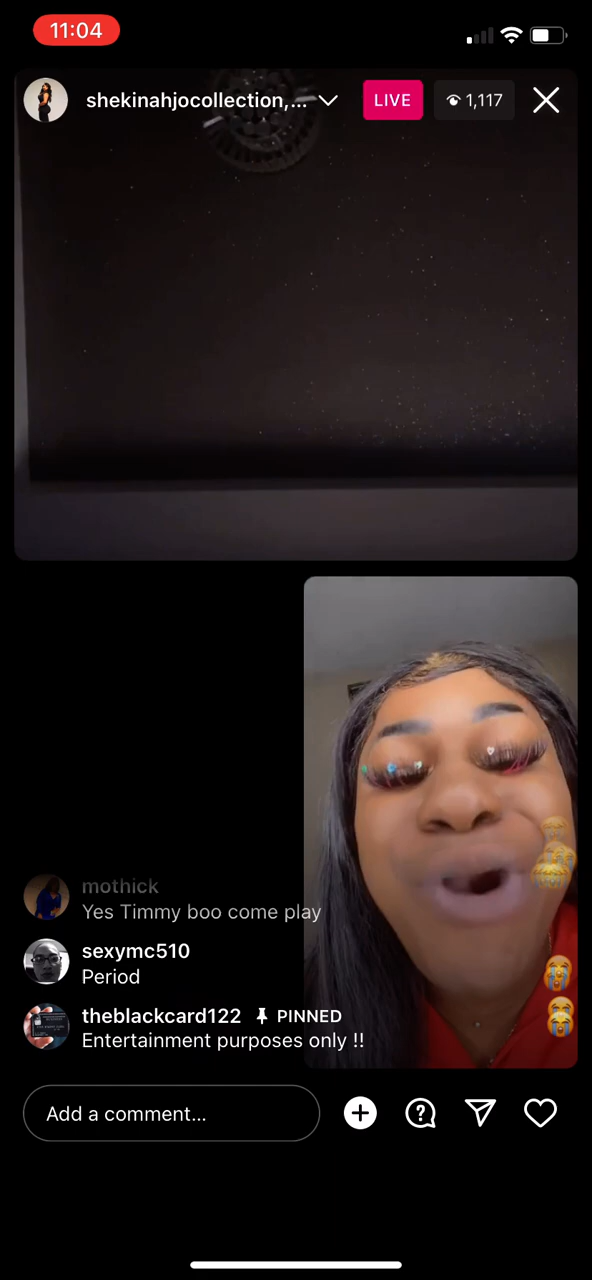 11:04
shekinahjocollection,...
LIVE
1,117
mothick
Yes Timmy boo come play
sexymc510
Period
theblackcard122 PINNED
Entertainment purposes only !!
Add a comment...